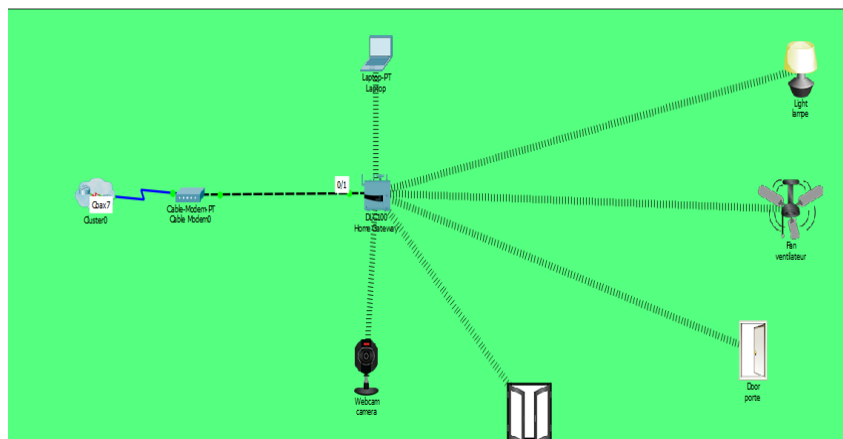 Laptop-PT
Laptop
Light
lampe
0/1
Coax7
Cluster0
Cable-Modem-PT
Cable Modem0
DLC100
Home Gateway
Fan
ventilateur
Door
porte
Webcam
camera